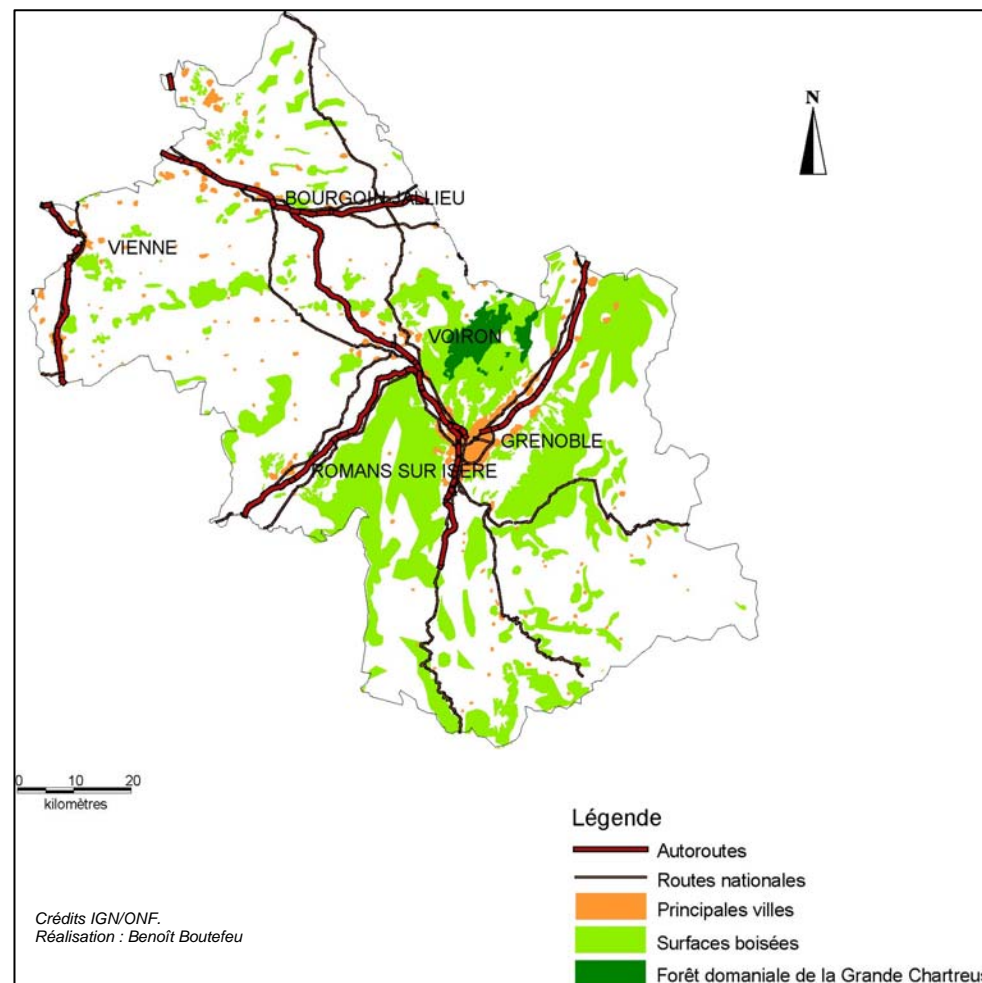 N
BOURGOIN JALLIEU
VIENNE
VOIRON
GRENOBLE
ROMANS SUR ISERE
0 10 20
kilomètres
Légende
Autoroutes
Routes nationales
Principales villes
Surfaces boisées
Forêt domaniale de la Grande Chartreus
Crédits IGN/ONF.
Réalisation : Benoît Boutefeu